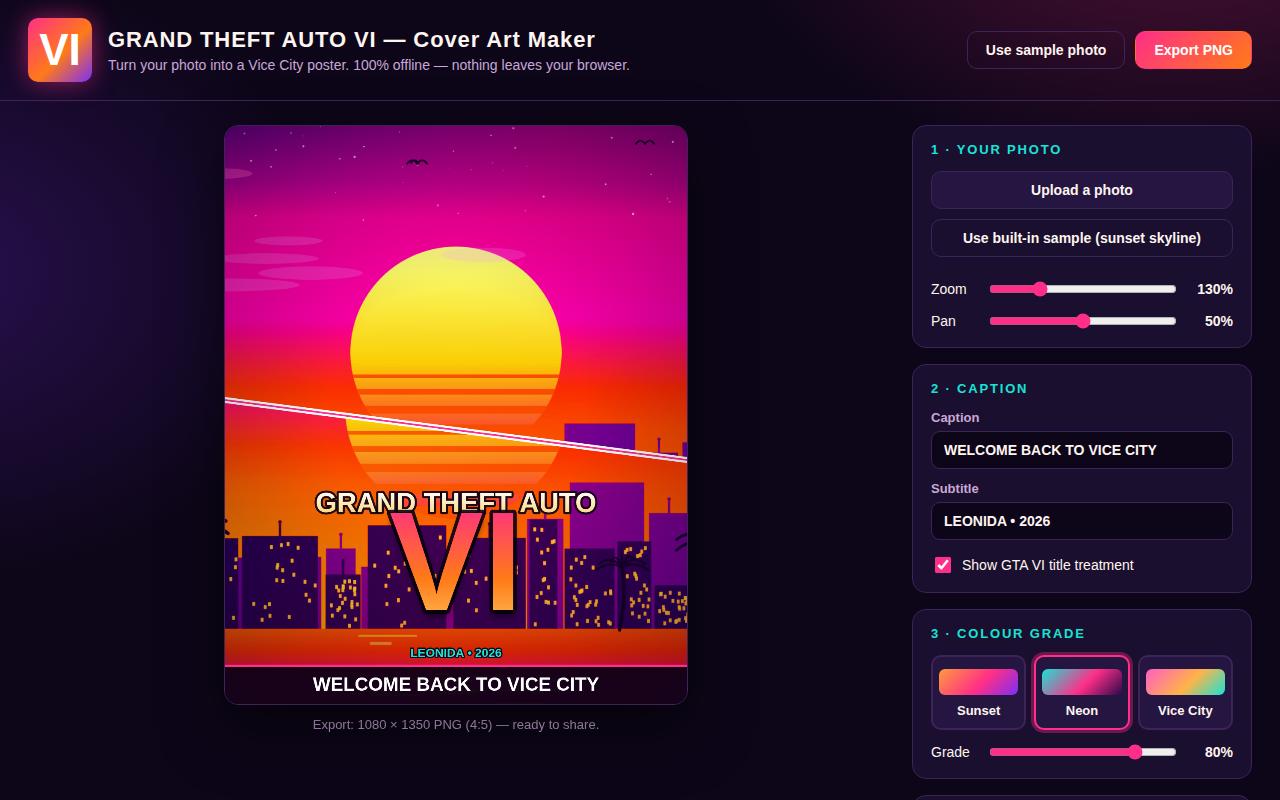 VI
GRAND THEFT AUTO VI — Cover Art Maker
Turn your photo into a Vice City poster. 100% offline — nothing leaves your browser.
Use sample photo
Export PNG
GRAND THEFT AUTO
VI
LEONIDA • 2026
WELCOME BACK TO VICE CITY
Export: 1080 × 1350 PNG (4:5) — ready to share.
1 · YOUR PHOTO
Upload a photo
Use built-in sample (sunset skyline)
Zoom 130%
Pan 50%
2 · CAPTION
Caption
WELCOME BACK TO VICE CITY
Subtitle
LEONIDA • 2026
Show GTA VI title treatment
3 · COLOUR GRADE
Sunset Neon Vice City
Grade 80%